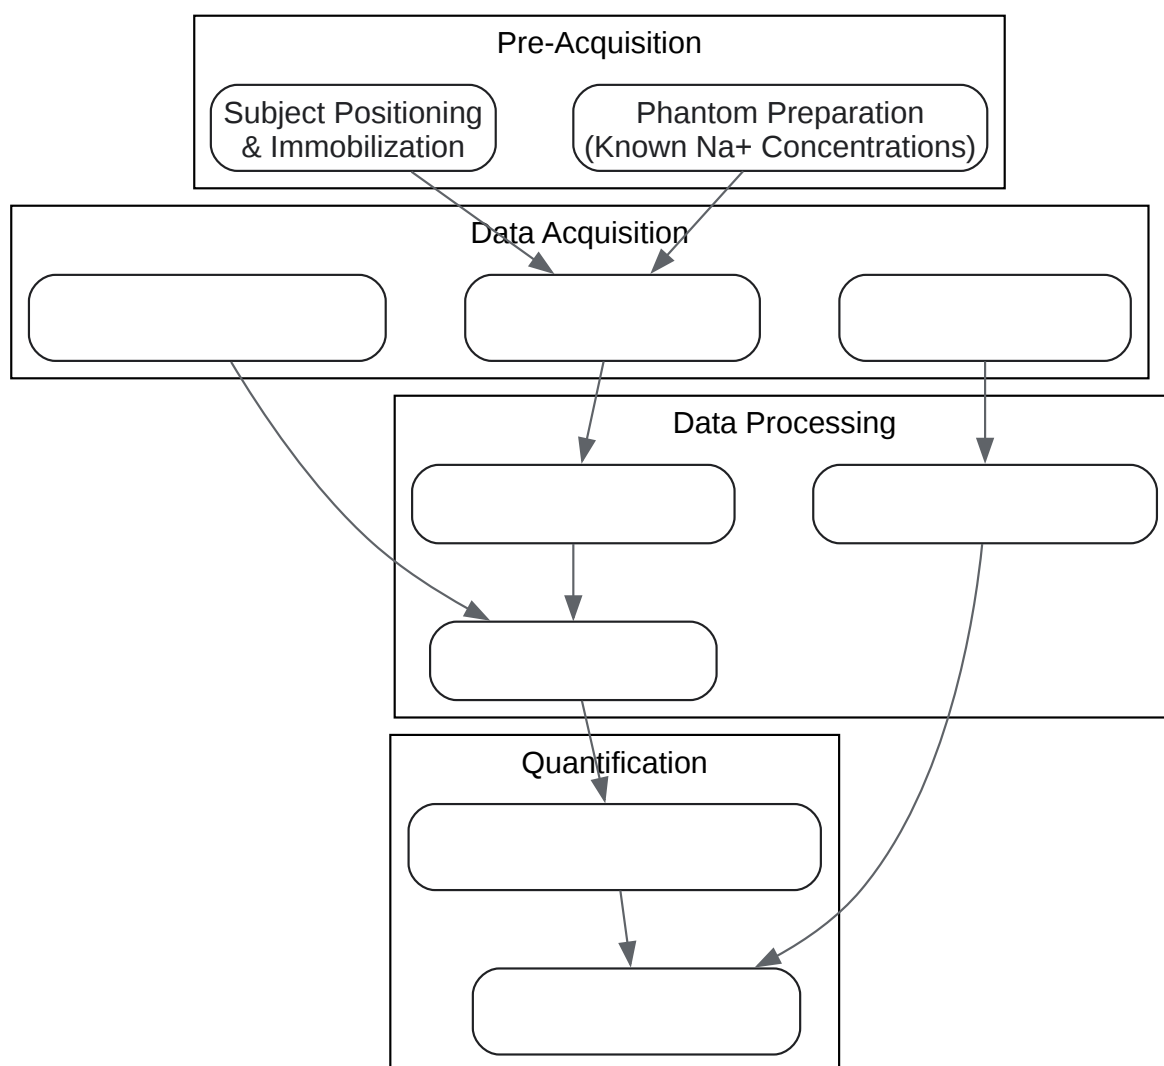 Pre-Acquisition
Subject Positioning
& Immobilization
Phantom Preparation
(Known Na+ Concentrations)
Data Acquisition
Data Processing
Quantification